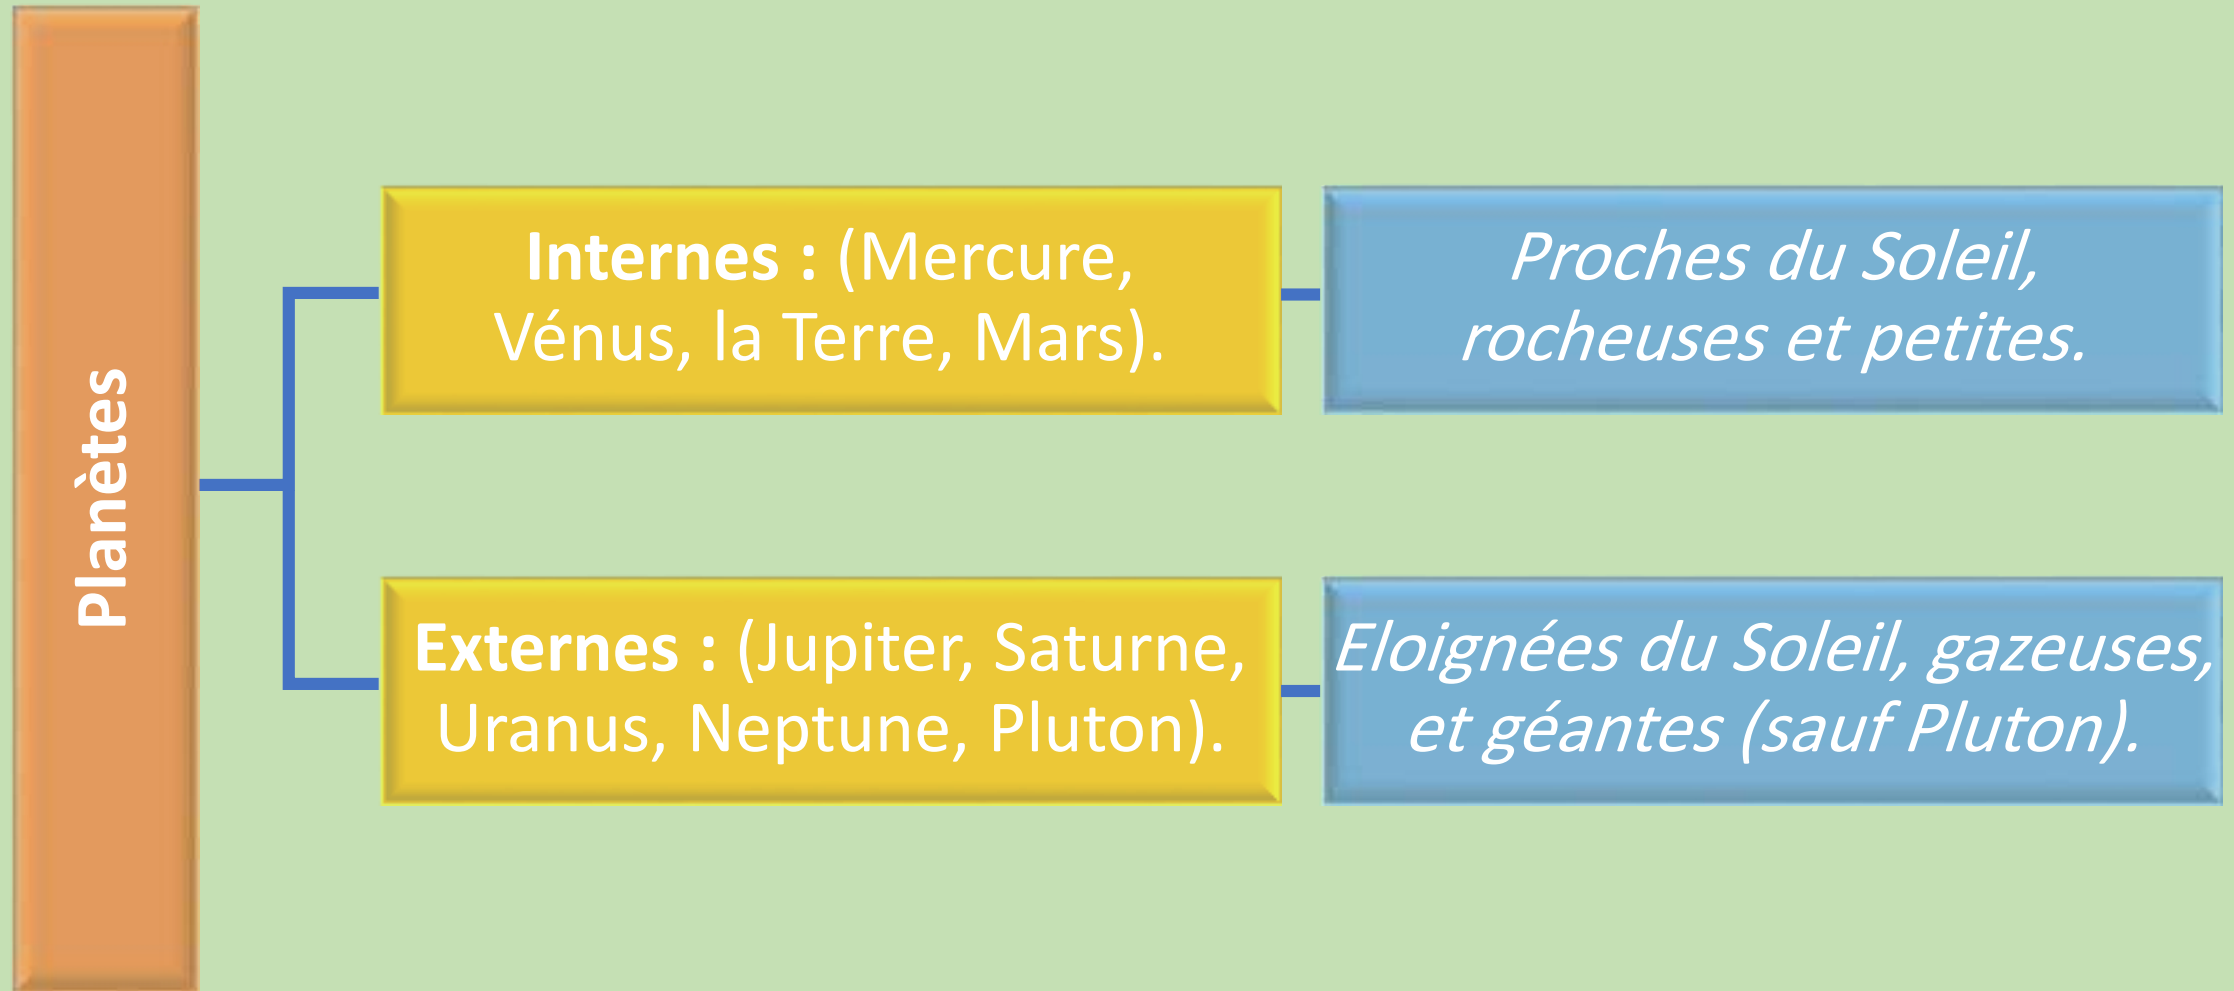 Planètes
Internes : (Mercure,
Vénus, la Terre, Mars).
Proches du Soleil,
rocheuses et petites.
Externes : (Jupiter, Saturne,
Uranus, Neptune, Pluton).
Eloignées du Soleil, gazeuses,
et géantes (sauf Pluton).